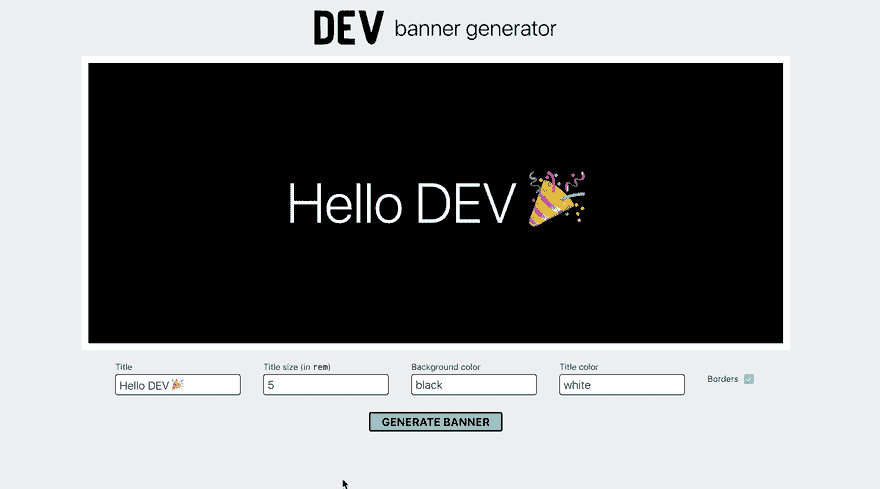 DEV banner generator
Hello DEV 🎉
Title
Title size (in rem)
Background color
Title color
Borders
Hello DEV 🎉
5
black
white
GENERATE BANNER